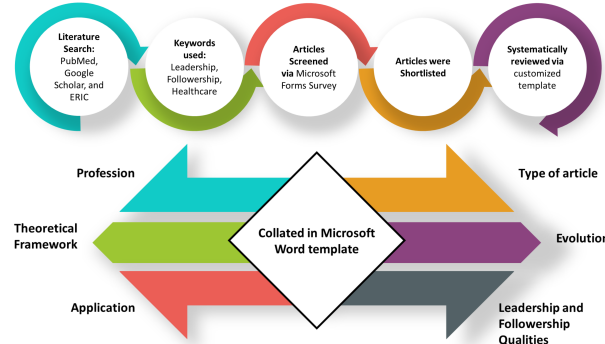 Literature
Search:
PubMed,
Google
Scholar, and
ERIC
Keywords
used:
Leadership,
Followership,
Healthcare
Articles
Screened
via Microsoft
Forms Survey
Articles were
Shortlisted
Systematically
reviewed via
customized
template
Profession
Type of article
Theoretical
Framework
Collated in Microsoft
Word template
Evolution
Application
Leadership and
Followership
Qualities